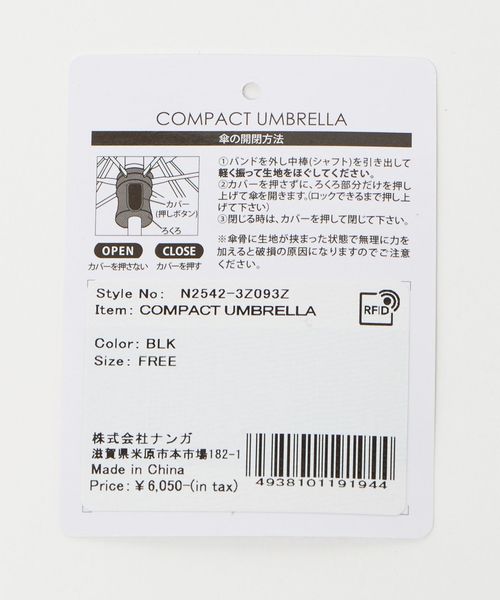 COMPACT UMBRELLA
傘の開閉方法
カバー
(押しボタン)
ろくろ
OPEN
カバーを押さない
CLOSE
カバーを押す
①バンドを外し中棒(シャフト)を引き出して
軽く振って生地をほぐしてください。
②カバーを押さずに、ろくろ部分だけを押し
上げて傘を開きます。(ロックできるまで押し上げ
て下さい)
③閉じる時は、カバーを押して閉じて下さい。
※傘骨に生地が挟まった状態で無理に力を
加えると破損の原因になりますのでご注意
ください。
Style No: N2542-3Z093Z
Item: COMPACT UMBRELLA
RFID
Color: BLK
Size: FREE
株式会社ナンガ
滋賀県米原市本市場182-1
Made in China
Price: ¥6,050-(in tax)
4938101191944